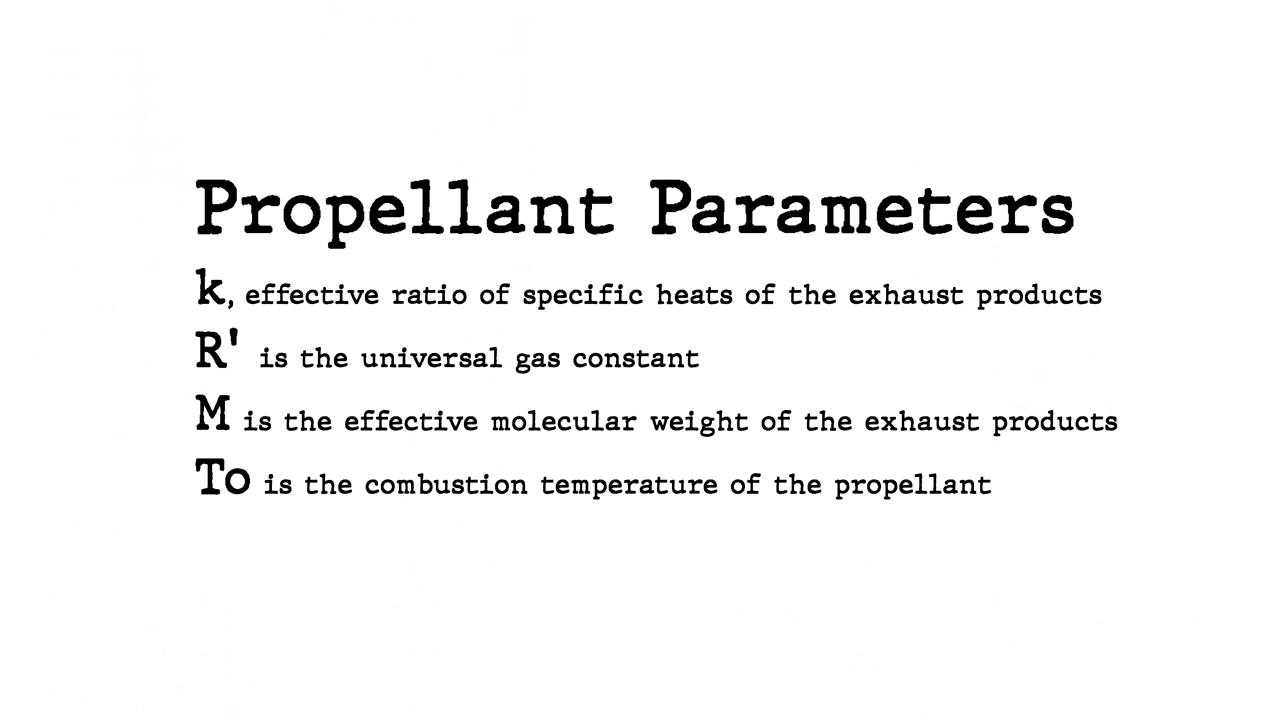 Propellant Parameters
k, effective ratio of specific heats of the exhaust products
R' is the universal gas constant
M is the effective molecular weight of the exhaust products
To is the combustion temperature of the propellant